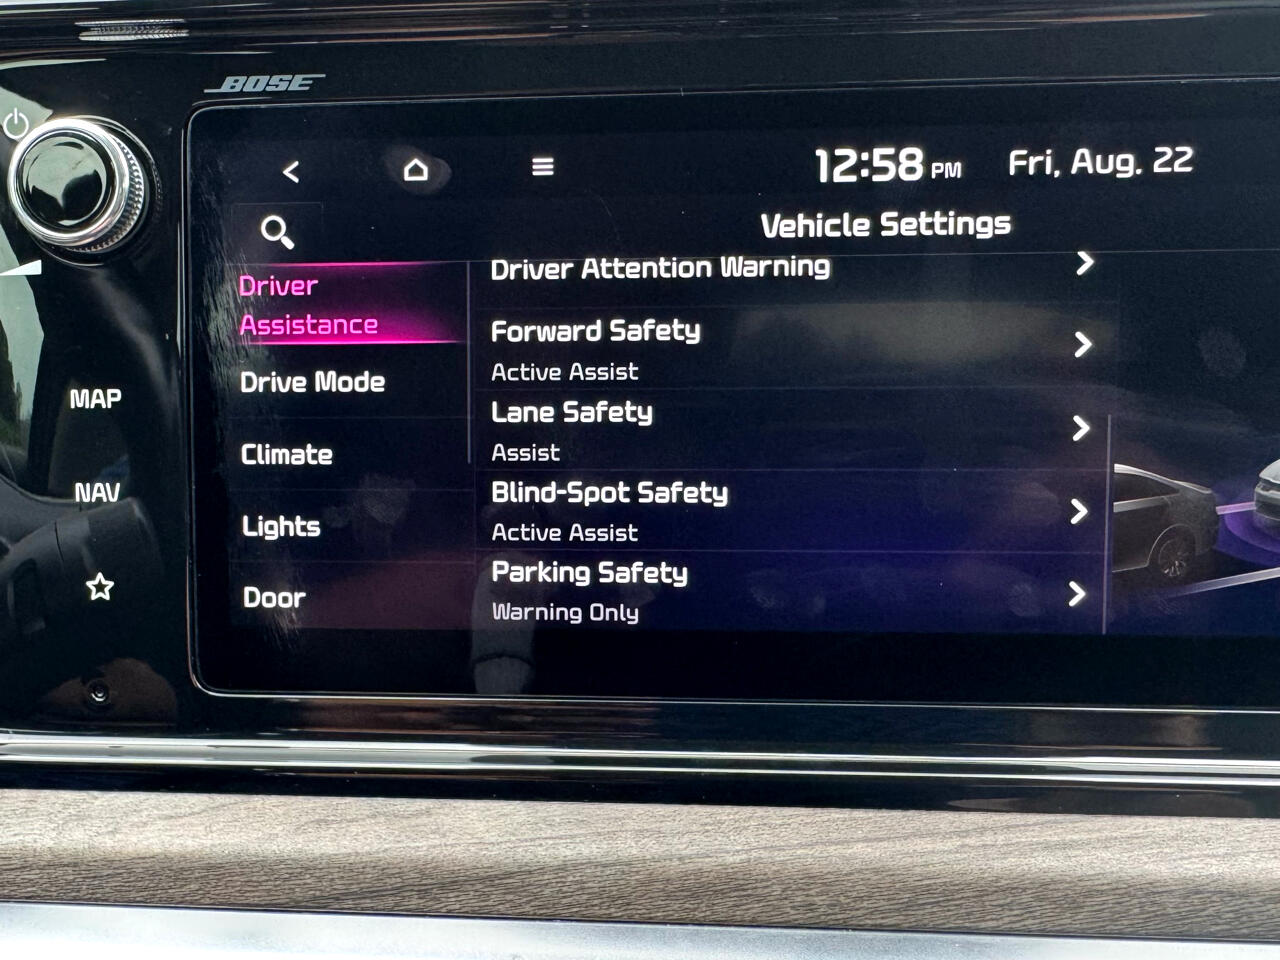 BOSE
12:58 PM Fri, Aug. 22
Vehicle Settings
Driver
Assistance
Drive Mode
Climate
Lights
Door
Driver Attention Warning
Forward Safety
Active Assist
Lane Safety
Assist
Blind-Spot Safety
Active Assist
Parking Safety
Warning Only
MAP
NAV